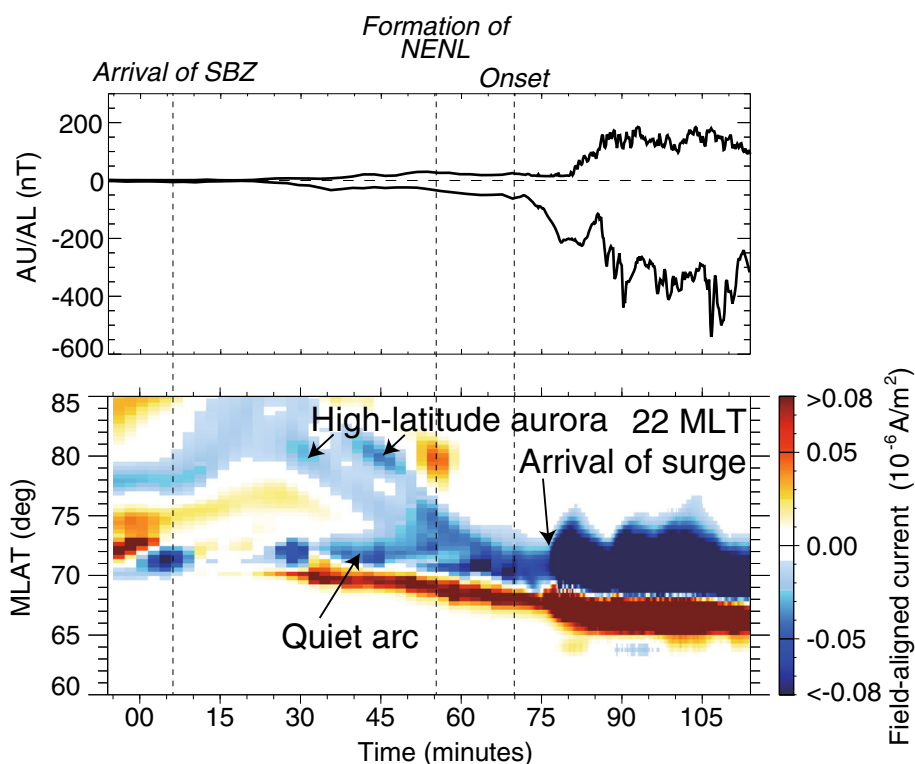 Formation of
NENL
Arrival of SBZ
Onset
200
0
-200
-400
-600
AU/AL (nT)
85
80
75
70
65
60
MLAT (deg)
High-latitude aurora
22 MLT
Arrival of surge
Quiet arc
00
15
30
45
60
75
90
105
Time (minutes)
>0.08
0.05
0.00
-0.05
<-0.08
Field-aligned current (10⁻⁶ A/m²)